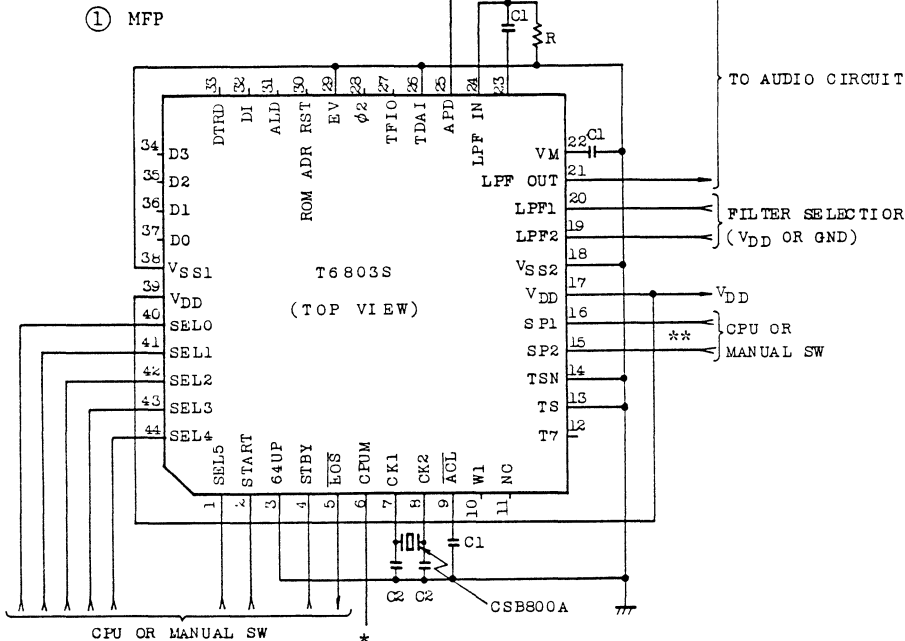 ① MFP
C1
R
TO AUDIO CIRCUIT
33 32 31 30 29 28 27 26 25 24 23
DTRD DI ALD ROM ADR RST EV φ2 TFIO TDAI APD LPF IN
34 D3
35 D2
36 D1
37 D0
38 VSS1
39 VDD
40 SEL0
41 SEL1
42 SEL2
43 SEL3
44 SEL4
T6803S
(TOP VIEW)
VM 22 C1
LPF OUT 21
LPF1 20
LPF2 19
FILTER SELECTIOR
(VDD OR GND)
VSS2 18
VDD 17 VDD
SP1 16
SP2 15
** CPU OR
MANUAL SW
TSN 14
TS 13
T7 12
SEL5 START 64UP STBY EOS CPUM CK1 CK2 ACL W1 NC
1 2 3 4 5 6 7 8 9 10 11
C1
C2 C2
CSB800A
CPU OR MANUAL SW
*